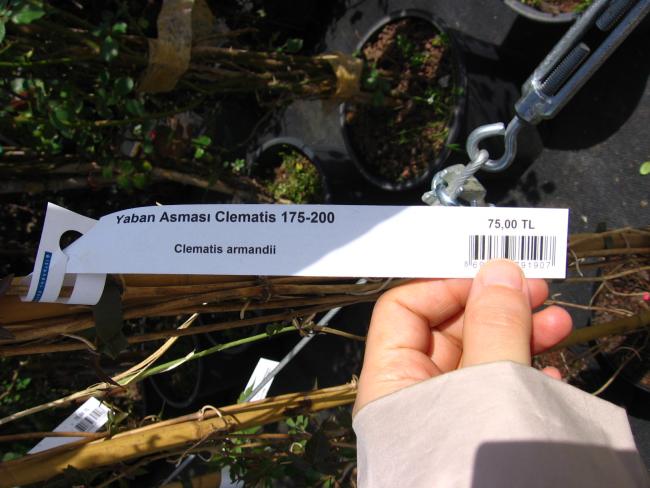 Yaban Asması Clematis 175-200
75,00 TL
Clematis armandii